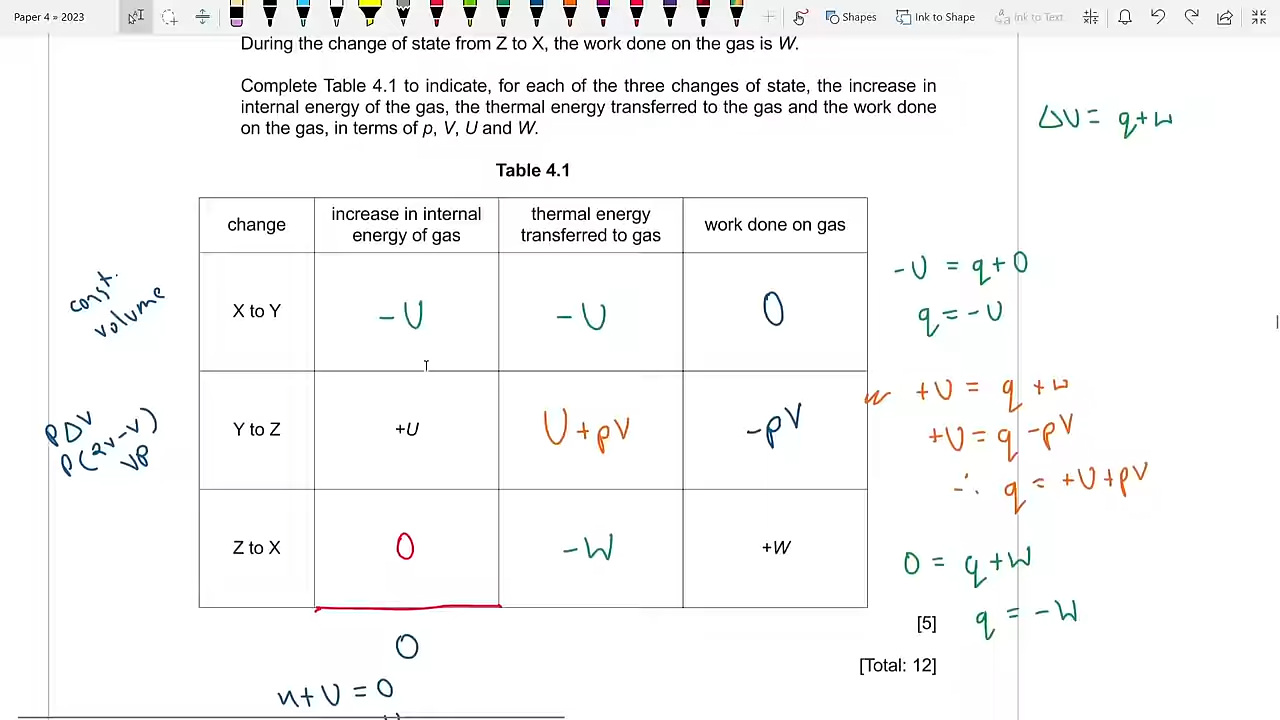 Paper 4 » 2023
Shapes
Ink to Shape
Ink to Text
During the change of state from Z to X, the work done on the gas is W.
Complete Table 4.1 to indicate, for each of the three changes of state, the increase in
internal energy of the gas, the thermal energy transferred to the gas and the work done
on the gas, in terms of p, V, U and W.
ΔU = q+w
Table 4.1
change
increase in internal
energy of gas
thermal energy
transferred to gas
work done on gas
const.
volume
X to Y
-U
-U
0
-U = q+0
q = -U
PΔV
P(2V-V)
VP
Y to Z
+U
U+pV
-pV
+U = q+w
+U = q-pV
∴ q = +U+pV
Z to X
0
-W
+W
0 = q+W
q = -W
[5]
[Total: 12]
0
u+U = 0